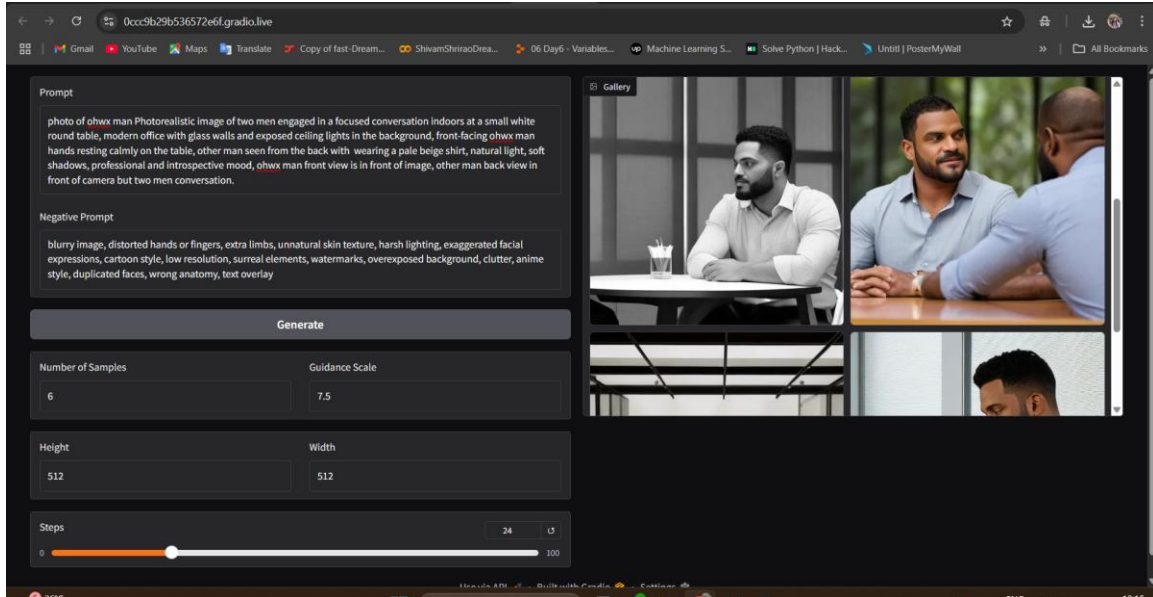 0ccc9b29b536572e6f.gradio.live
Gmail YouTube Maps Translate Copy of fast-Dream... ShivamShriraoDrea... 06 Day6 - Variables... Machine Learning S... Solve Python | Hack... Untitl | PosterMyWall » All Bookmarks
Prompt
photo of ohwx man Photorealistic image of two men engaged in a focused conversation indoors at a small white
round table, modern office with glass walls and exposed ceiling lights in the background, front-facing ohwx man
hands resting calmly on the table, other man seen from the back with wearing a pale beige shirt, natural light, soft
shadows, professional and introspective mood, ohwx man front view is in front of image, other man back view in
front of camera but two men conversation.
Negative Prompt
blurry image, distorted hands or fingers, extra limbs, unnatural skin texture, harsh lighting, exaggerated facial
expressions, cartoon style, low resolution, surreal elements, watermarks, overexposed background, clutter, anime
style, duplicated faces, wrong anatomy, text overlay
Generate
Number of Samples
6
Guidance Scale
7.5
Height
512
Width
512
Steps
24
0
100
Gallery
Use via API · Built with Gradio · Settings